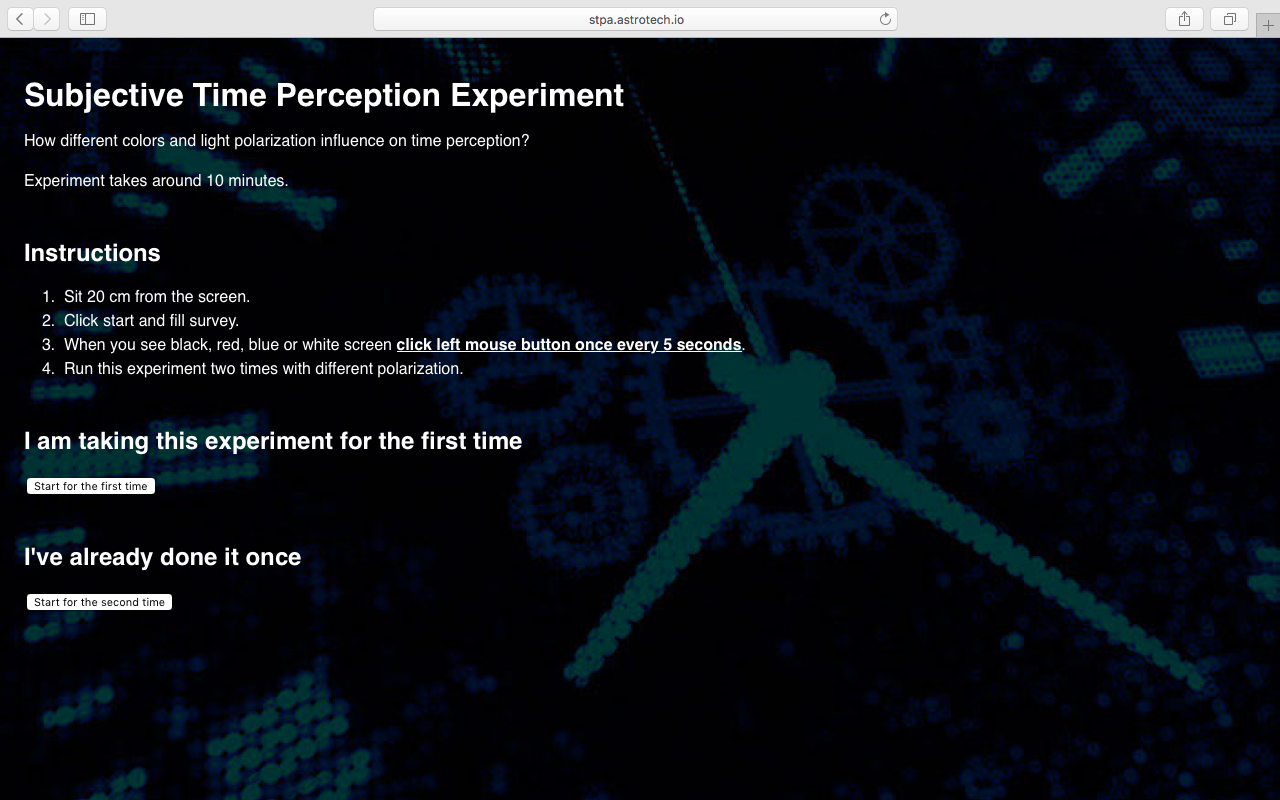 stpa.astrotech.io
Subjective Time Perception Experiment
How different colors and light polarization influence on time perception?
Experiment takes around 10 minutes.
Instructions
1. Sit 20 cm from the screen.
2. Click start and fill survey.
3. When you see black, red, blue or white screen click left mouse button once every 5 seconds.
4. Run this experiment two times with different polarization.
I am taking this experiment for the first time
Start for the first time
I've already done it once
Start for the second time